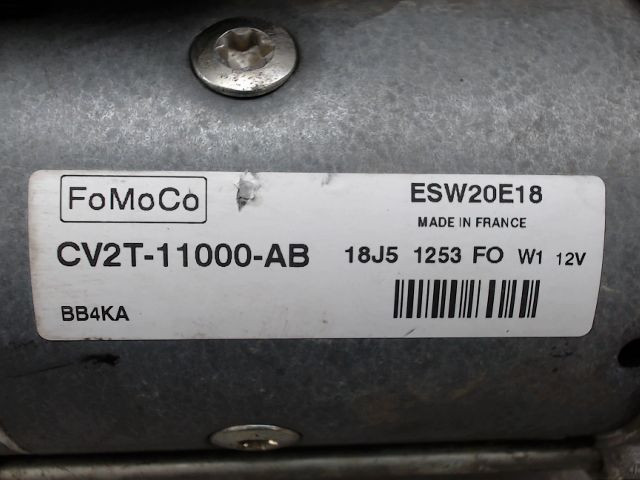 FoMoCo
ESW20E18
MADE IN FRANCE
CV2T-11000-AB
18J5 1253 FO W1 12V
BB4KA